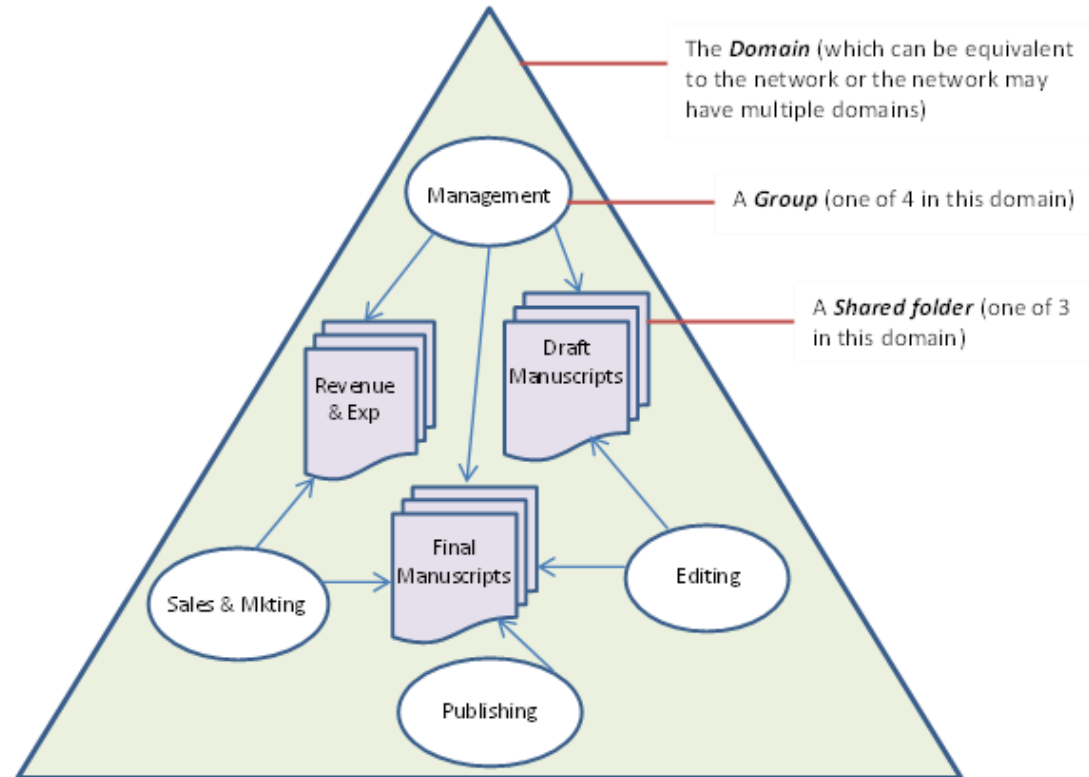 The Domain (which can be equivalent
to the network or the network may
have multiple domains)
Management
A Group (one of 4 in this domain)
A Shared folder (one of 3
in this domain)
Draft
Manuscripts
Revenue
& Exp
Final
Manuscripts
Editing
Sales & Mkting
Publishing